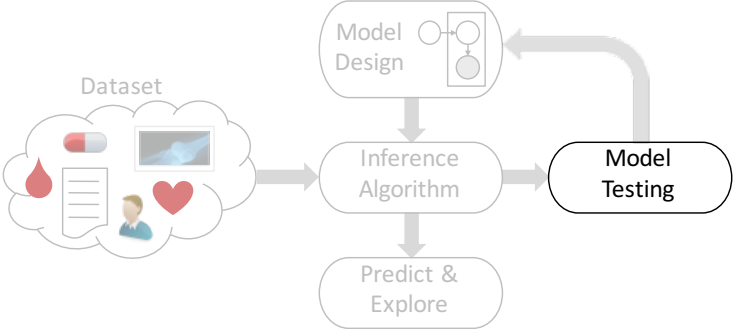 Model
Design
Dataset
Inference
Algorithm
Model
Testing
Predict &
Explore